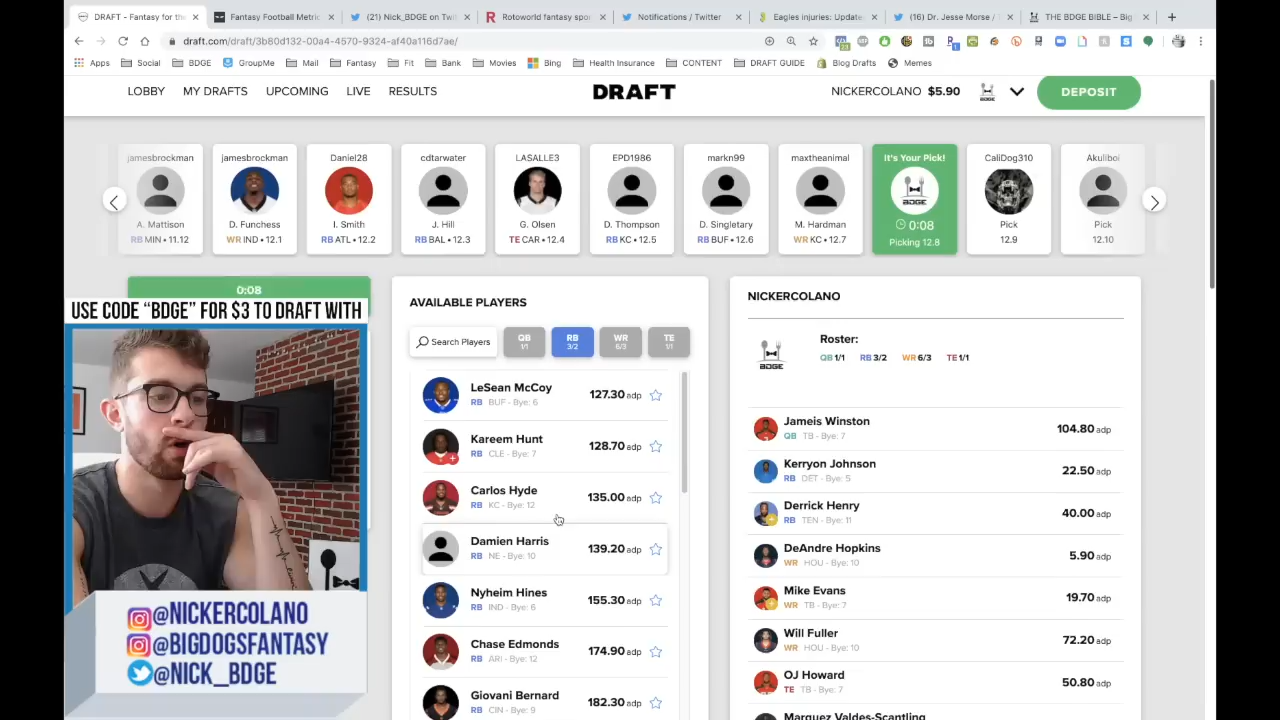 DRAFT - Fantasy for the
Fantasy Football Metric
(21) Nick_BDGE on Twit
Rotoworld fantasy spor
Notifications / Twitter
Eagles injuries: Update
(16) Dr. Jesse Morse /
THE BDGE BIBLE – Big
draft.com/draft/3b80d132-00a4-4570-9324-af40a116d7ae/
Apps
Social
BDGE
GroupMe
Mail
Fantasy
Fit
Bank
Movies
Bing
Health Insurance
CONTENT
DRAFT GUIDE
Blog Drafts
Memes
LOBBY
MY DRAFTS
UPCOMING
LIVE
RESULTS
DRAFT
NICKERCOLANO $5.90
DEPOSIT
jamesbrockman
A. Mattison
RB MIN • 11.12
jamesbrockman
D. Funchess
WR IND • 12.1
Daniel28
I. Smith
RB ATL • 12.2
cdtarwater
J. Hill
RB BAL • 12.3
LASALLE3
G. Olsen
TE CAR • 12.4
EPD1986
D. Thompson
RB KC • 12.5
markn99
D. Singletary
RB BUF • 12.6
maxtheanimal
M. Hardman
WR KC • 12.7
It's Your Pick!
BDGE
0:08
Picking 12.8
CaliDog310
Pick
12.9
Akuliboi
Pick
12.10
0:08
USE CODE “BDGE” FOR $3 TO DRAFT WITH
@NICKERCOLANO
@BIGDOGSFANTASY
@NICK_BDGE
AVAILABLE PLAYERS
Search Players
QB
1/1
RB
3/2
WR
6/3
TE
1/1
LeSean McCoy
RB BUF - Bye: 6
127.30 adp
Kareem Hunt
RB CLE - Bye: 7
128.70 adp
Carlos Hyde
RB KC - Bye: 12
135.00 adp
Damien Harris
RB NE - Bye: 10
139.20 adp
Nyheim Hines
RB IND - Bye: 6
155.30 adp
Chase Edmonds
RB ARI - Bye: 12
174.90 adp
Giovani Bernard
RB CIN - Bye: 9
182.30 adp
NICKERCOLANO
BDGE
Roster:
QB 1/1 RB 3/2 WR 6/3 TE 1/1
Jameis Winston
QB TB - Bye: 7
104.80 adp
Kerryon Johnson
RB DET - Bye: 5
22.50 adp
Derrick Henry
RB TEN - Bye: 11
40.00 adp
DeAndre Hopkins
WR HOU - Bye: 10
5.90 adp
Mike Evans
WR TB - Bye: 7
19.70 adp
Will Fuller
WR HOU - Bye: 10
72.20 adp
OJ Howard
TE TB - Bye: 7
50.80 adp
Marquez Valdes-Scantling